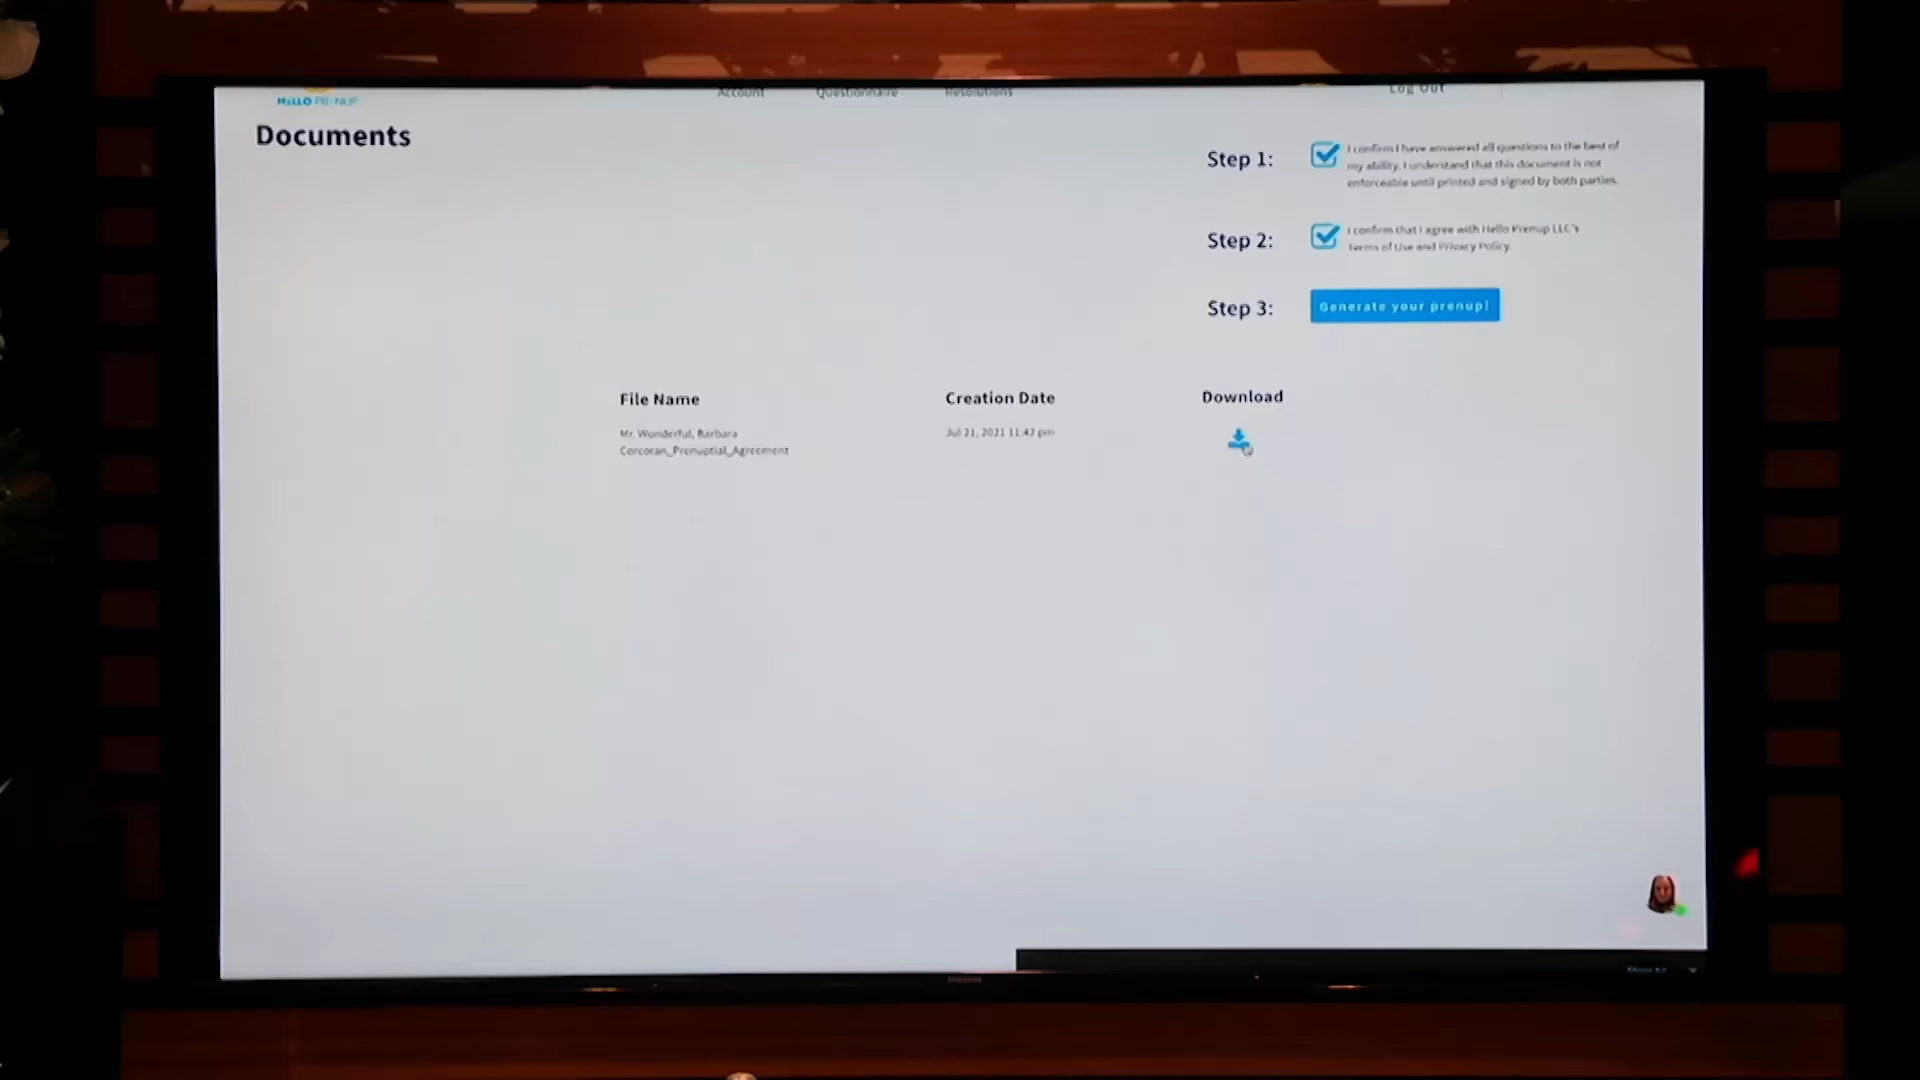 HELLO PRENUP
Account
Questionnaire
Resolutions
Log Out
Documents
Step 1:
I confirm I have answered all questions to the best of
my ability. I understand that this document is not
enforceable until printed and signed by both parties.
Step 2:
I confirm that I agree with Hello Prenup LLC's
Terms of Use and Privacy Policy
Step 3:
Generate your prenup!
File Name
Creation Date
Download
Mr. Wonderful, Barbara
Corcoran_Prenuptial_Agreement
Jul 21, 2021 11:42 pm
Show All